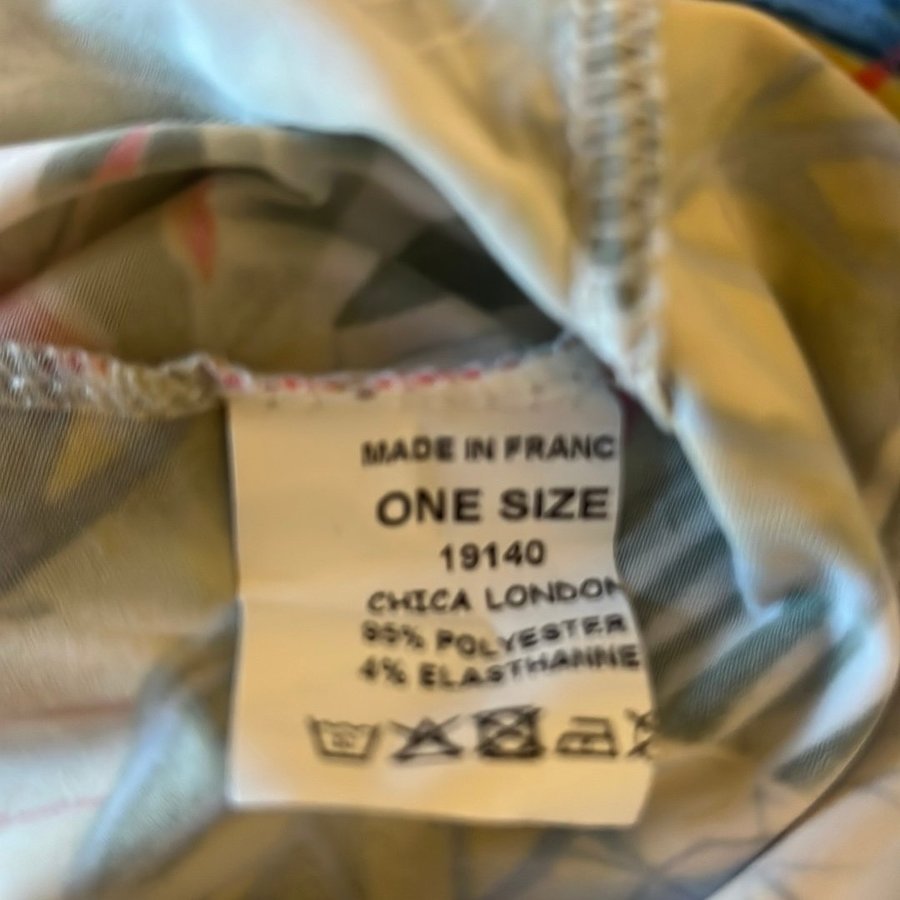 MADE IN FRANC
ONE SIZE
19140
CHICA LONDON
POLYESTER
4% ELASTHANNE